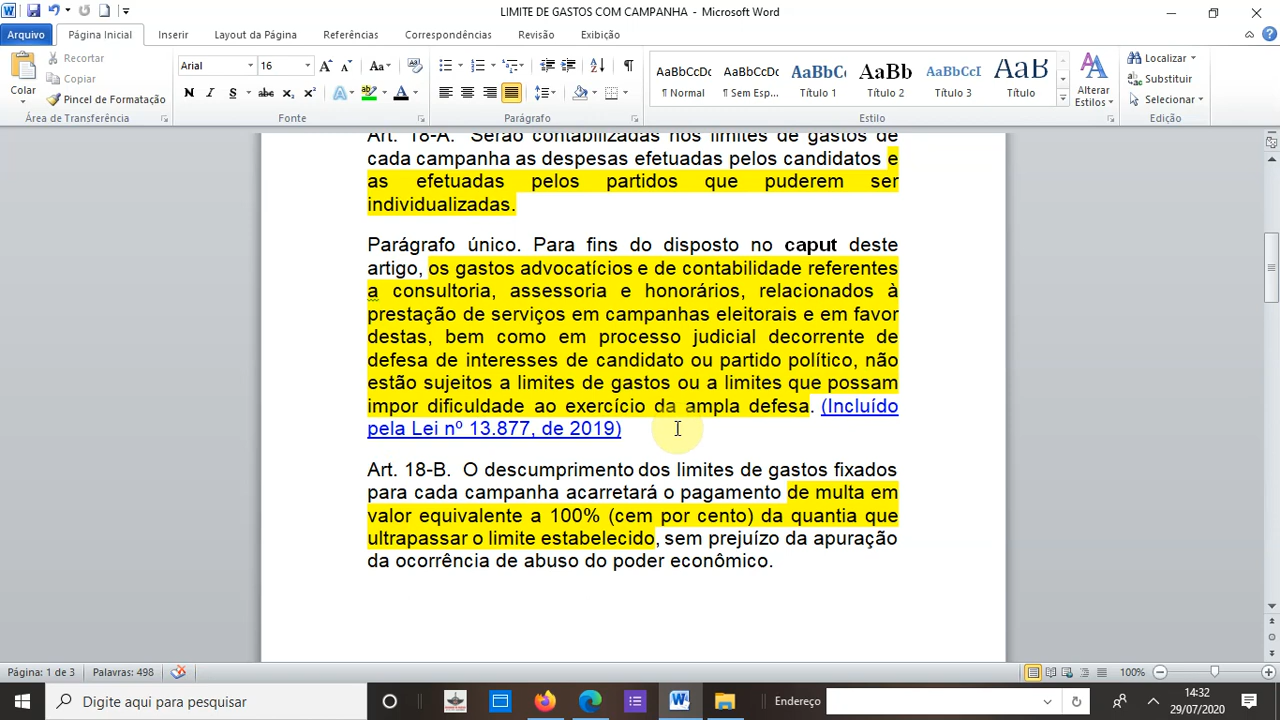 LIMITE DE GASTOS COM CAMPANHA - Microsoft Word
Arquivo Página Inicial Inserir Layout da Página Referências Correspondências Revisão Exibição
Colar
Recortar
Copiar
Pincel de Formatação
Área de Transferência
Arial 16
Fonte
Parágrafo
AaBbCcDc AaBbCcDc AaBbC AaBb AaBbCcI AaB
¶ Normal ¶ Sem Esp... Título 1 Título 2 Título 3 Título
Alterar
Estilos
Estilo
Localizar
Substituir
Selecionar
Edição
Art. 18-A. Serão contabilizadas nos limites de gastos de
cada campanha as despesas efetuadas pelos candidatos e
as efetuadas pelos partidos que puderem ser
individualizadas.
Parágrafo único. Para fins do disposto no caput deste
artigo, os gastos advocatícios e de contabilidade referentes
a consultoria, assessoria e honorários, relacionados à
prestação de serviços em campanhas eleitorais e em favor
destas, bem como em processo judicial decorrente de
defesa de interesses de candidato ou partido político, não
estão sujeitos a limites de gastos ou a limites que possam
impor dificuldade ao exercício da ampla defesa. (Incluído
pela Lei nº 13.877, de 2019)
Art. 18-B. O descumprimento dos limites de gastos fixados
para cada campanha acarretará o pagamento de multa em
valor equivalente a 100% (cem por cento) da quantia que
ultrapassar o limite estabelecido, sem prejuízo da apuração
da ocorrência de abuso do poder econômico.
Página: 1 de 3 Palavras: 498 100%
Digite aqui para pesquisar
Endereço
14:32
29/07/2020